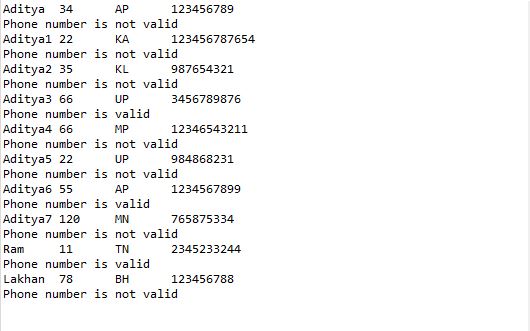 Aditya 34 AP 123456789
Phone number is not valid
Aditya1 22 KA 123456787654
Phone number is not valid
Aditya2 35 KL 987654321
Phone number is not valid
Aditya3 66 UP 3456789876
Phone number is valid
Aditya4 66 MP 12346543211
Phone number is not valid
Aditya5 22 UP 984868231
Phone number is not valid
Aditya6 55 AP 1234567899
Phone number is valid
Aditya7 120 MN 765875334
Phone number is not valid
Ram 11 TN 2345233244
Phone number is valid
Lakhan 78 BH 123456788
Phone number is not valid